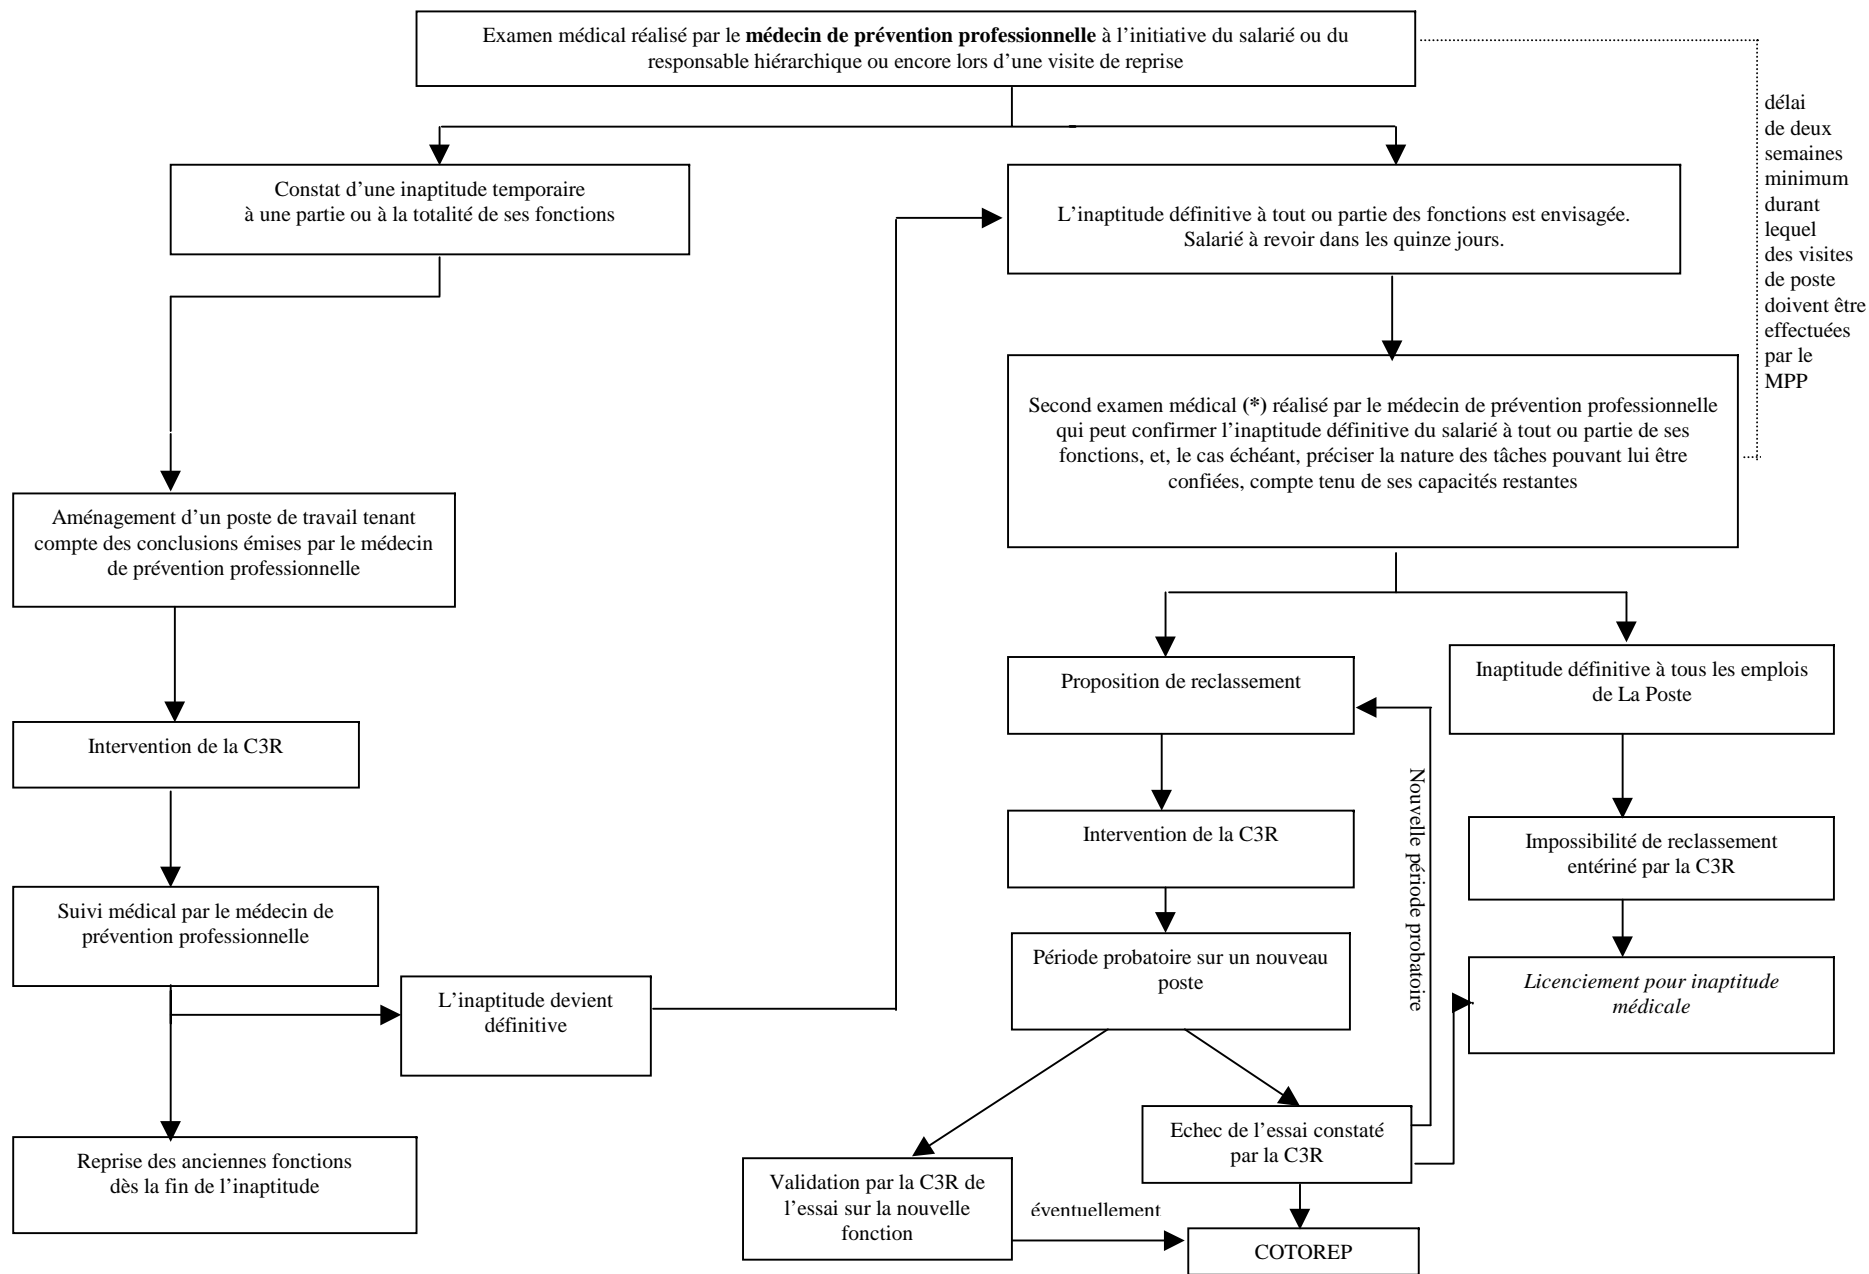 Examen médical réalisé par le médecin de prévention professionnelle à l’initiative du salarié ou du
responsable hiérarchique ou encore lors d’une visite de reprise
délai
de deux
semaines
minimum
durant
lequel
des visites
de poste
doivent être
effectuées
par le
MPP
Constat d’une inaptitude temporaire
à une partie ou à la totalité de ses fonctions
L’inaptitude définitive à tout ou partie des fonctions est envisagée.
Salarié à revoir dans les quinze jours.
Second examen médical (*) réalisé par le médecin de prévention professionnelle
qui peut confirmer l’inaptitude définitive du salarié à tout ou partie de ses
fonctions, et, le cas échéant, préciser la nature des tâches pouvant lui être
confiées, compte tenu de ses capacités restantes
Aménagement d’un poste de travail tenant
compte des conclusions émises par le médecin
de prévention professionnelle
Proposition de reclassement
Inaptitude définitive à tous les emplois
de La Poste
Intervention de la C3R
Nouvelle période probatoire
Intervention de la C3R
Impossibilité de reclassement
entériné par la C3R
Suivi médical par le médecin de
prévention professionnelle
Période probatoire sur un nouveau
poste
L’inaptitude devient
définitive
Licenciement pour inaptitude
médicale
Reprise des anciennes fonctions
dès la fin de l’inaptitude
Echec de l’essai constaté
par la C3R
Validation par la C3R de
l’essai sur la nouvelle
fonction
éventuellement
COTOREP